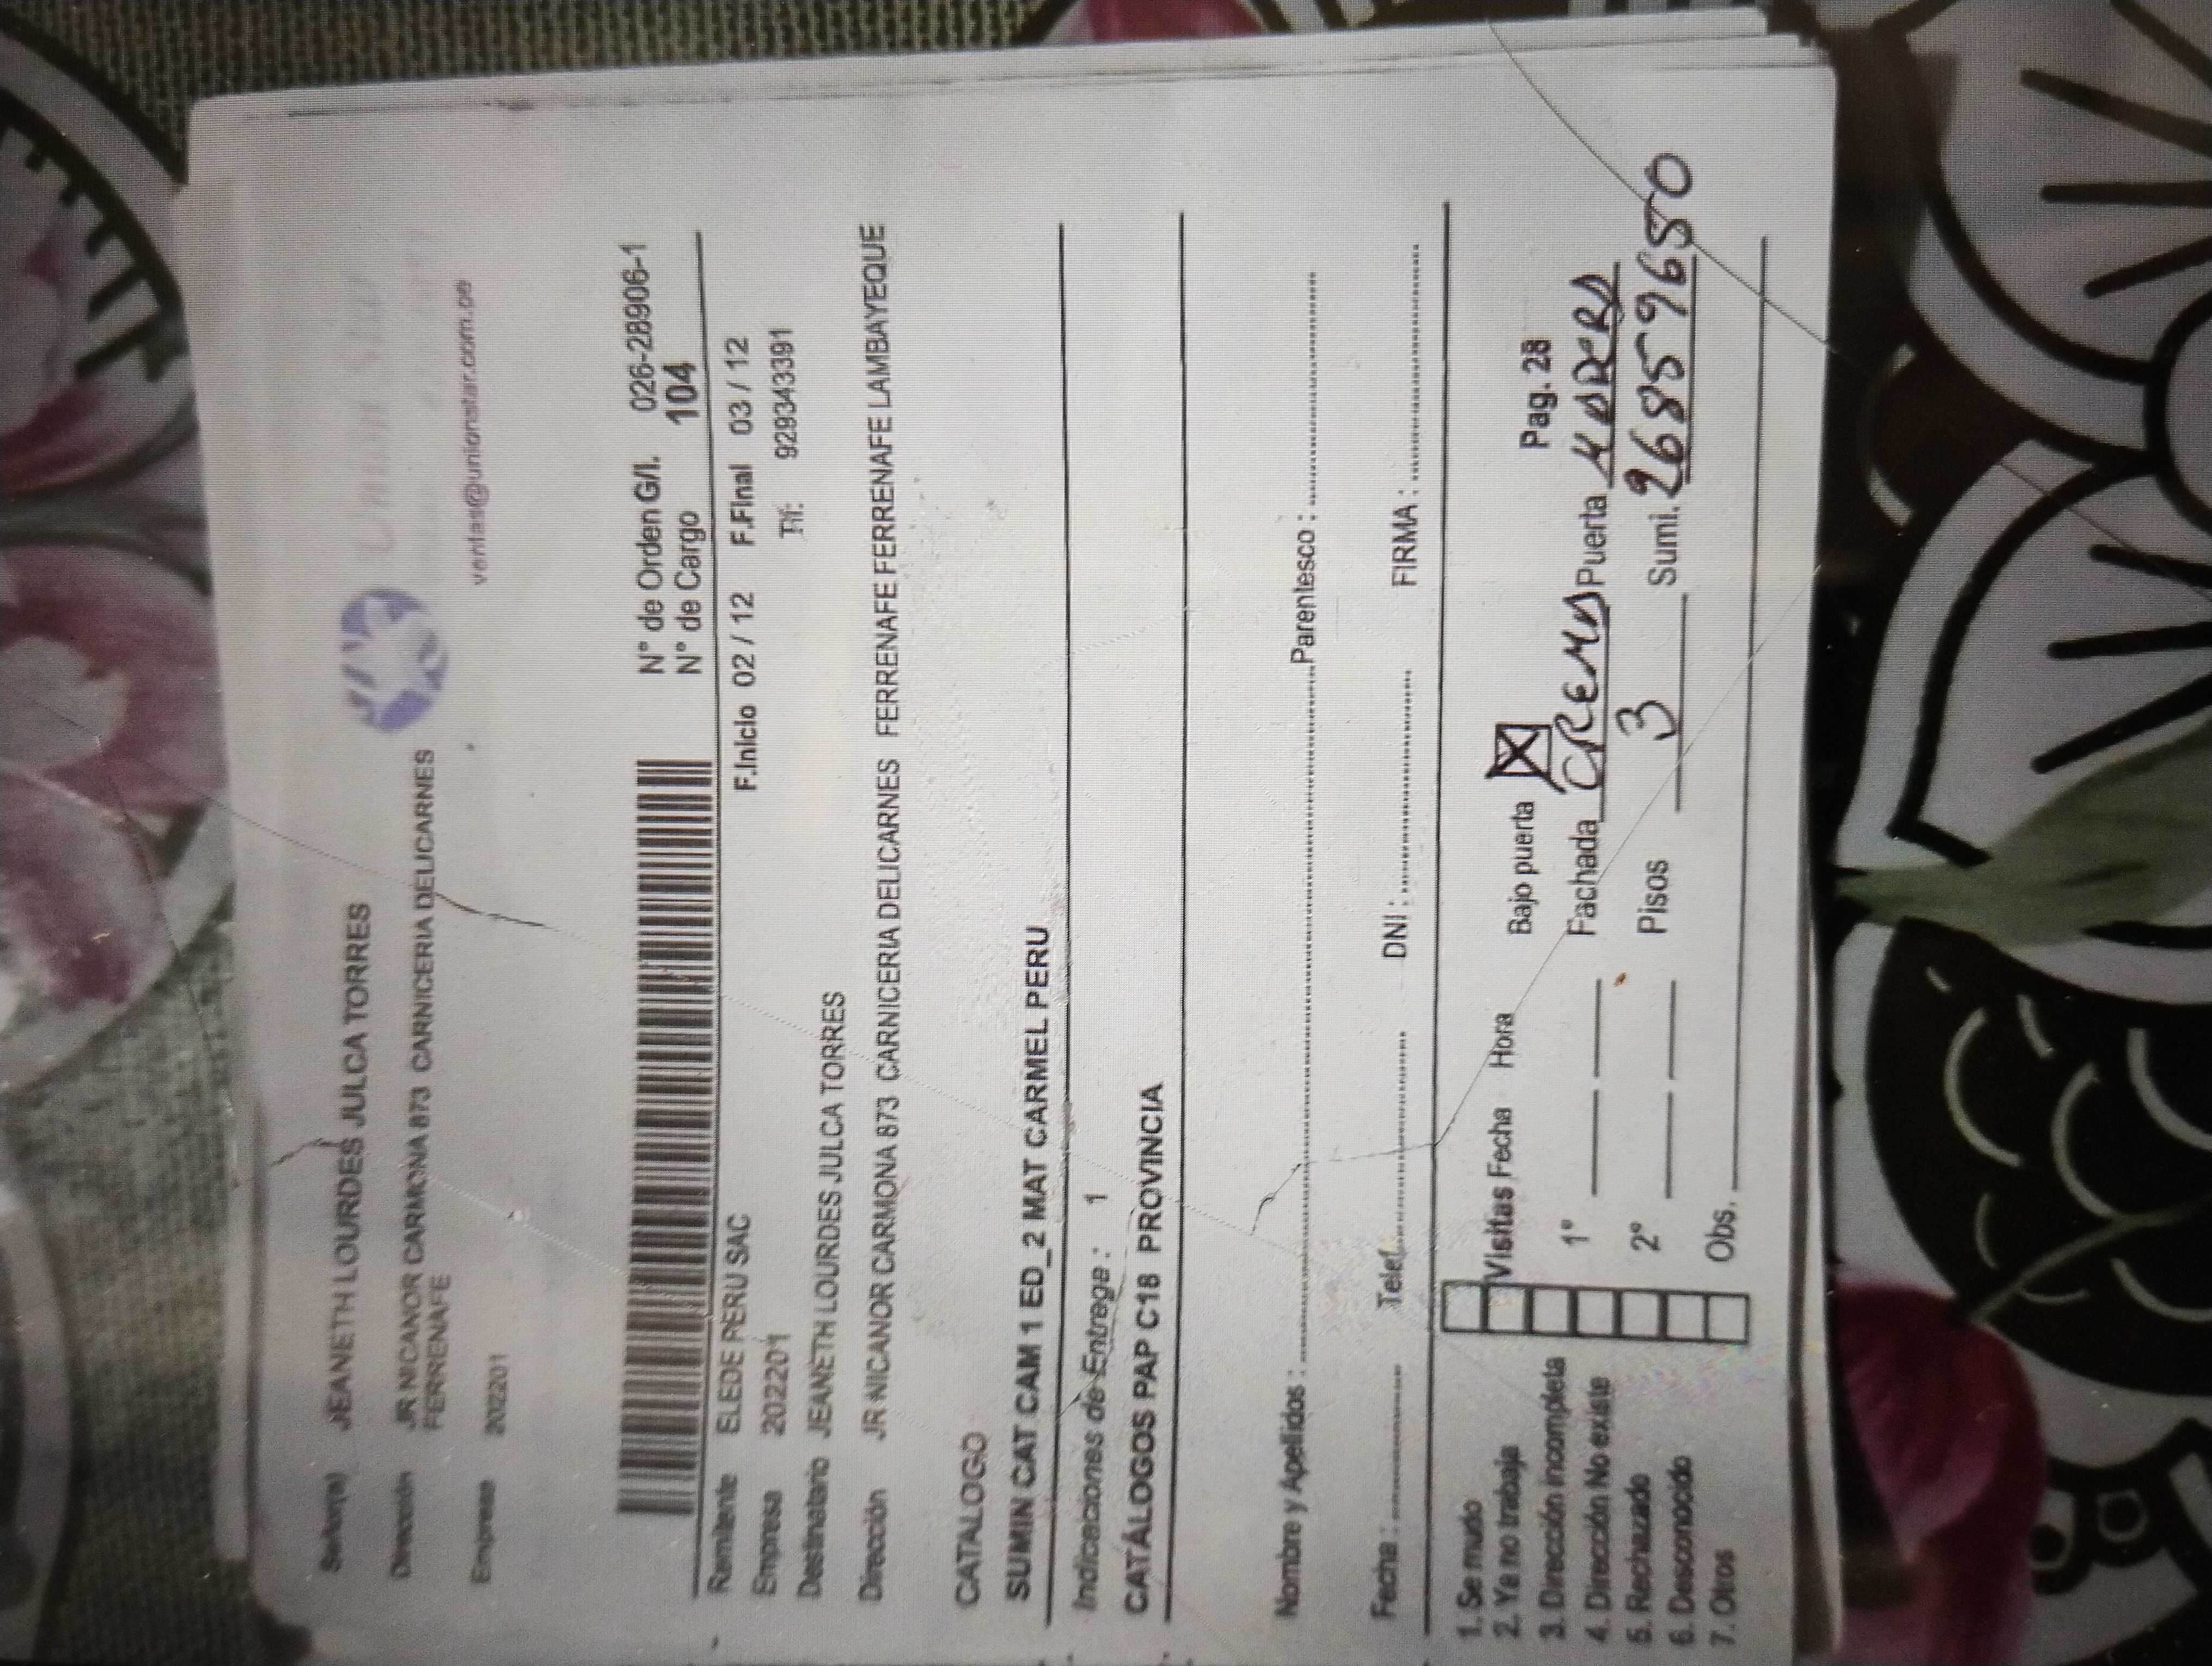 Señor(a) JEANETH LOURDES JULCA TORRES
Dirección JR NICANOR CARMONA 873 CARNICERIA DELICARNES
FERRENAFE
Empresa 202201
ventas@unionstar.com.pe
N° de Orden G/I. 026-28906-1
N° de Cargo 104
Remitente ELEDE PERU SAC F.Inicio 02 / 12 F.Final 03 / 12
Empresa 202201 Tlf: 929343391
Destinatario JEANETH LOURDES JULCA TORRES
Dirección JR NICANOR CARMONA 873 CARNICERIA DELICARNES FERRENAFE FERRENAFE LAMBAYEQUE
CATALOGO
SUMIN CAT CAM 1 ED_2 MAT CARMEL PERU
Indicaciones de Entrega : 1
CATÁLOGOS PAP C18 PROVINCIA
Nombre y Apellidos : Parentesco :
Fecha : Telef. DNI : FIRMA :
1. Se mudo
2. Ya no trabaja Visitas Fecha Hora Bajo puerta X Pag. 28
3. Dirección incompleta
4. Dirección No existe 1° Fachada CREMA Puerta MADERA
5. Rechazado 2° Pisos 3 Sumi.
6. Desconocido
7. Otros Obs.